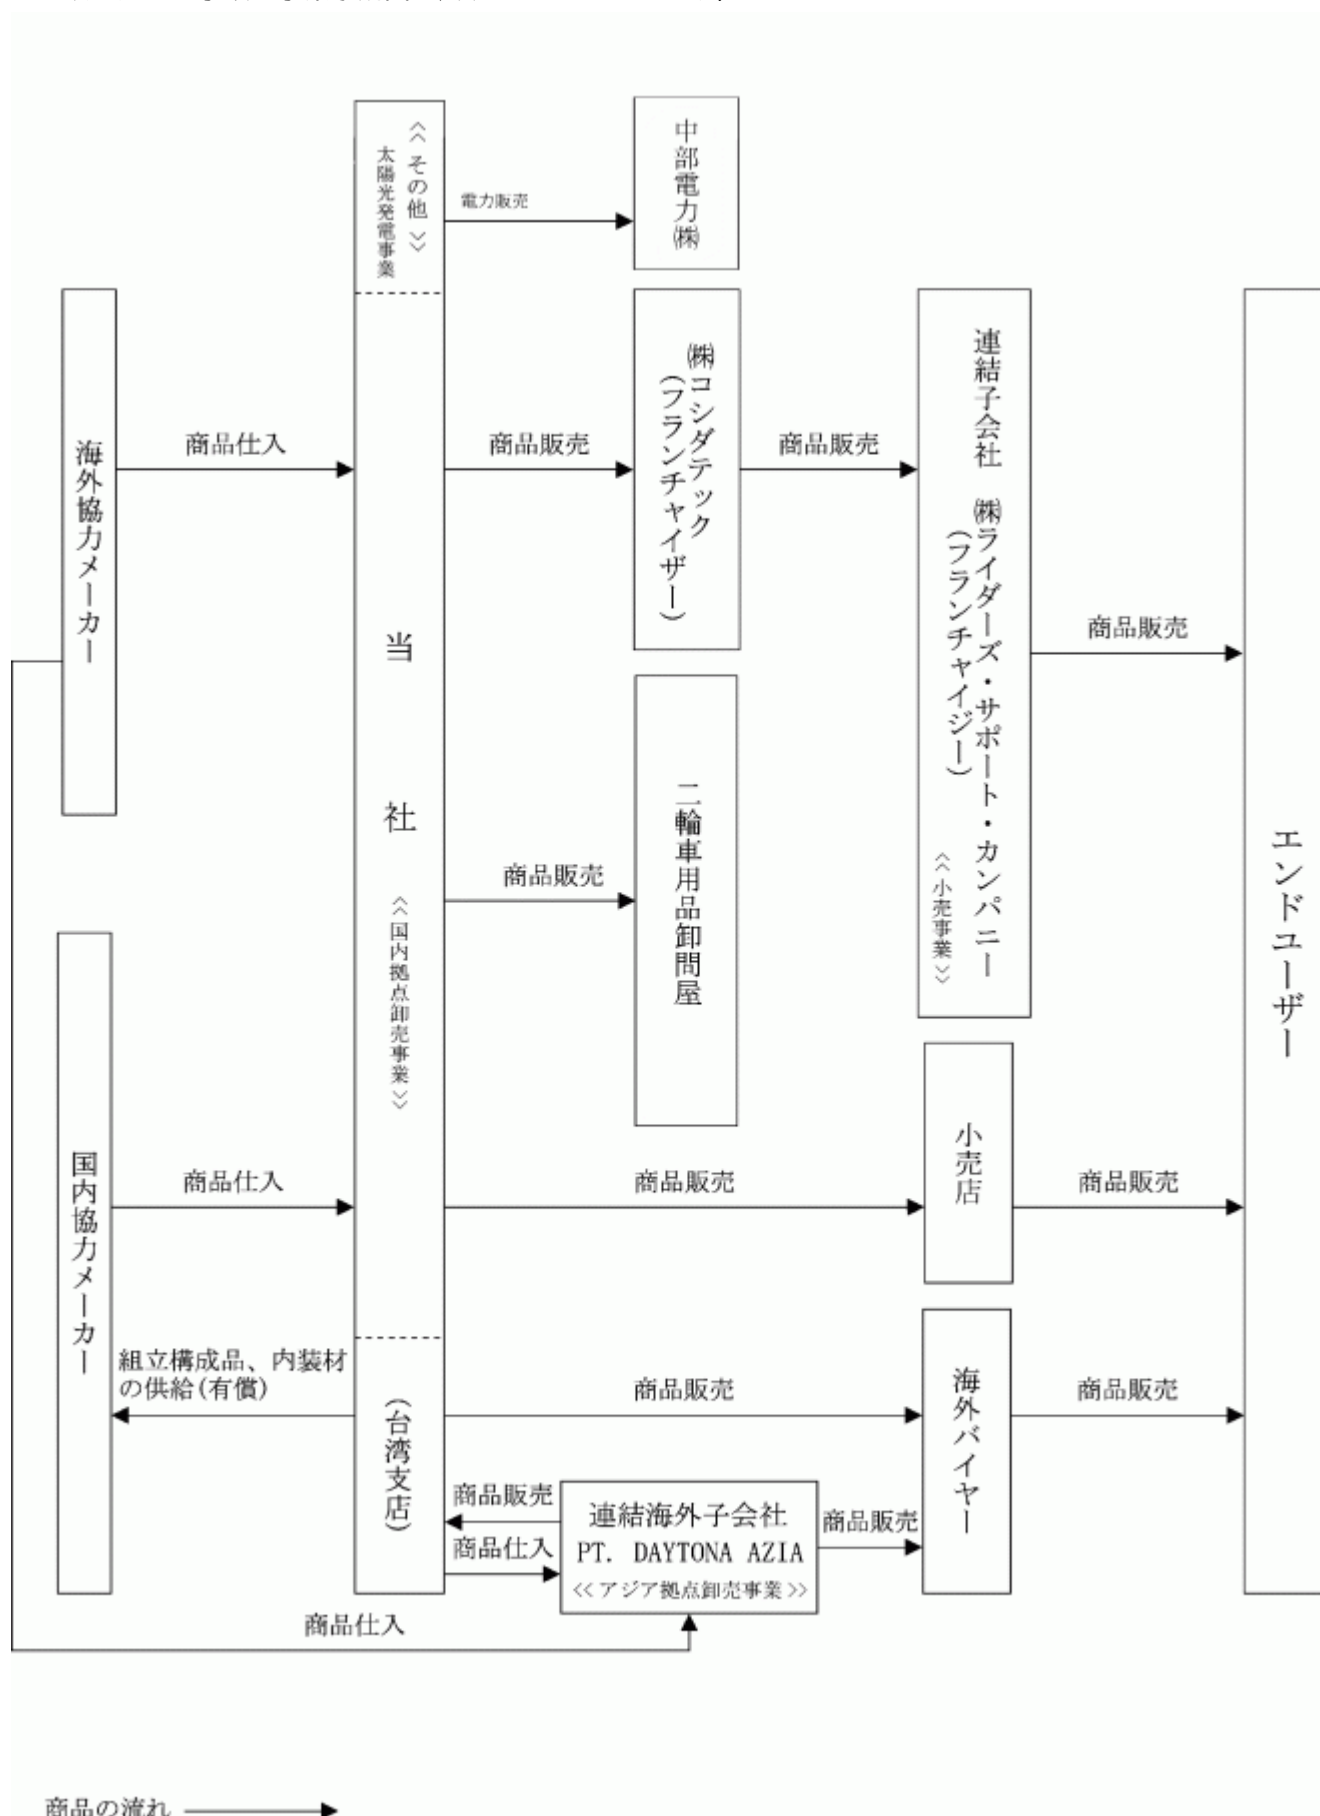 中部電力㈱
≪その他≫
太陽光発電事業
電力販売
海外協力メーカー
商品仕入
当社
≪国内拠点卸売事業≫
商品販売
㈱コシダテック
(フランチャイザー)
商品販売
連結子会社 ㈱ライダーズ・サポート・カンパニー
(フランチャイジー)
≪小売事業≫
商品販売
エンドユーザー
商品販売
二輪車用品卸問屋
国内協力メーカー
商品仕入
商品販売
小売店
商品販売
組立構成品、内装材
の供給(有償)
(台湾支店)
商品販売
海外バイヤー
商品販売
商品販売
商品仕入
連結海外子会社
PT. DAYTONA AZIA
≪アジア拠点卸売事業≫
商品販売
商品仕入
商品の流れ